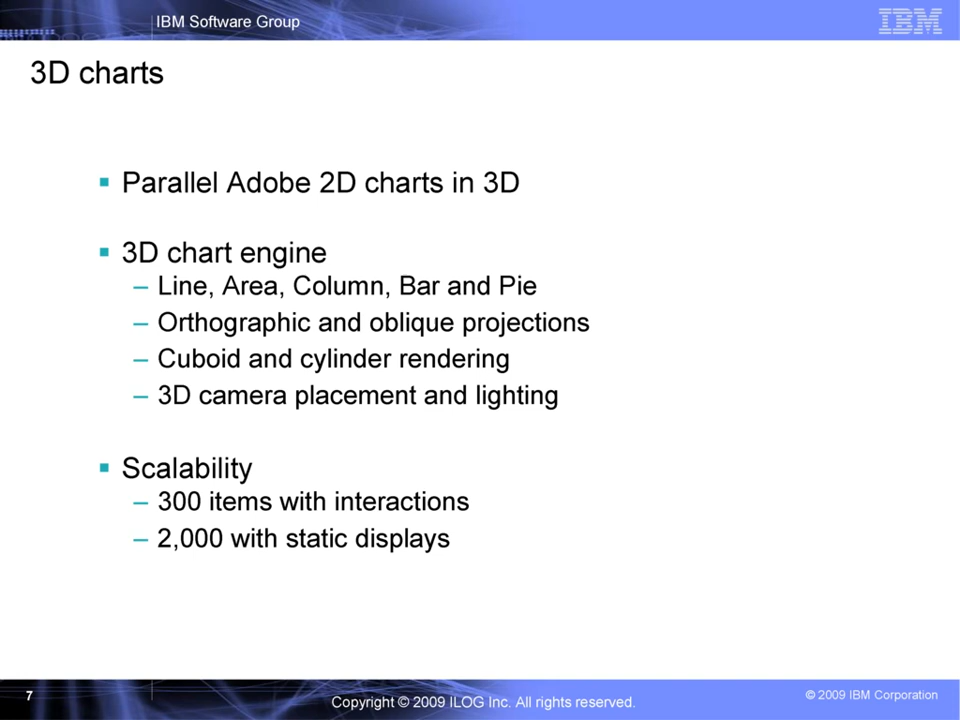 IBM Software Group
IBM
3D charts
▪ Parallel Adobe 2D charts in 3D
▪ 3D chart engine
– Line, Area, Column, Bar and Pie
– Orthographic and oblique projections
– Cuboid and cylinder rendering
– 3D camera placement and lighting
▪ Scalability
– 300 items with interactions
– 2,000 with static displays
7
Copyright © 2009 ILOG Inc. All rights reserved.
© 2009 IBM Corporation